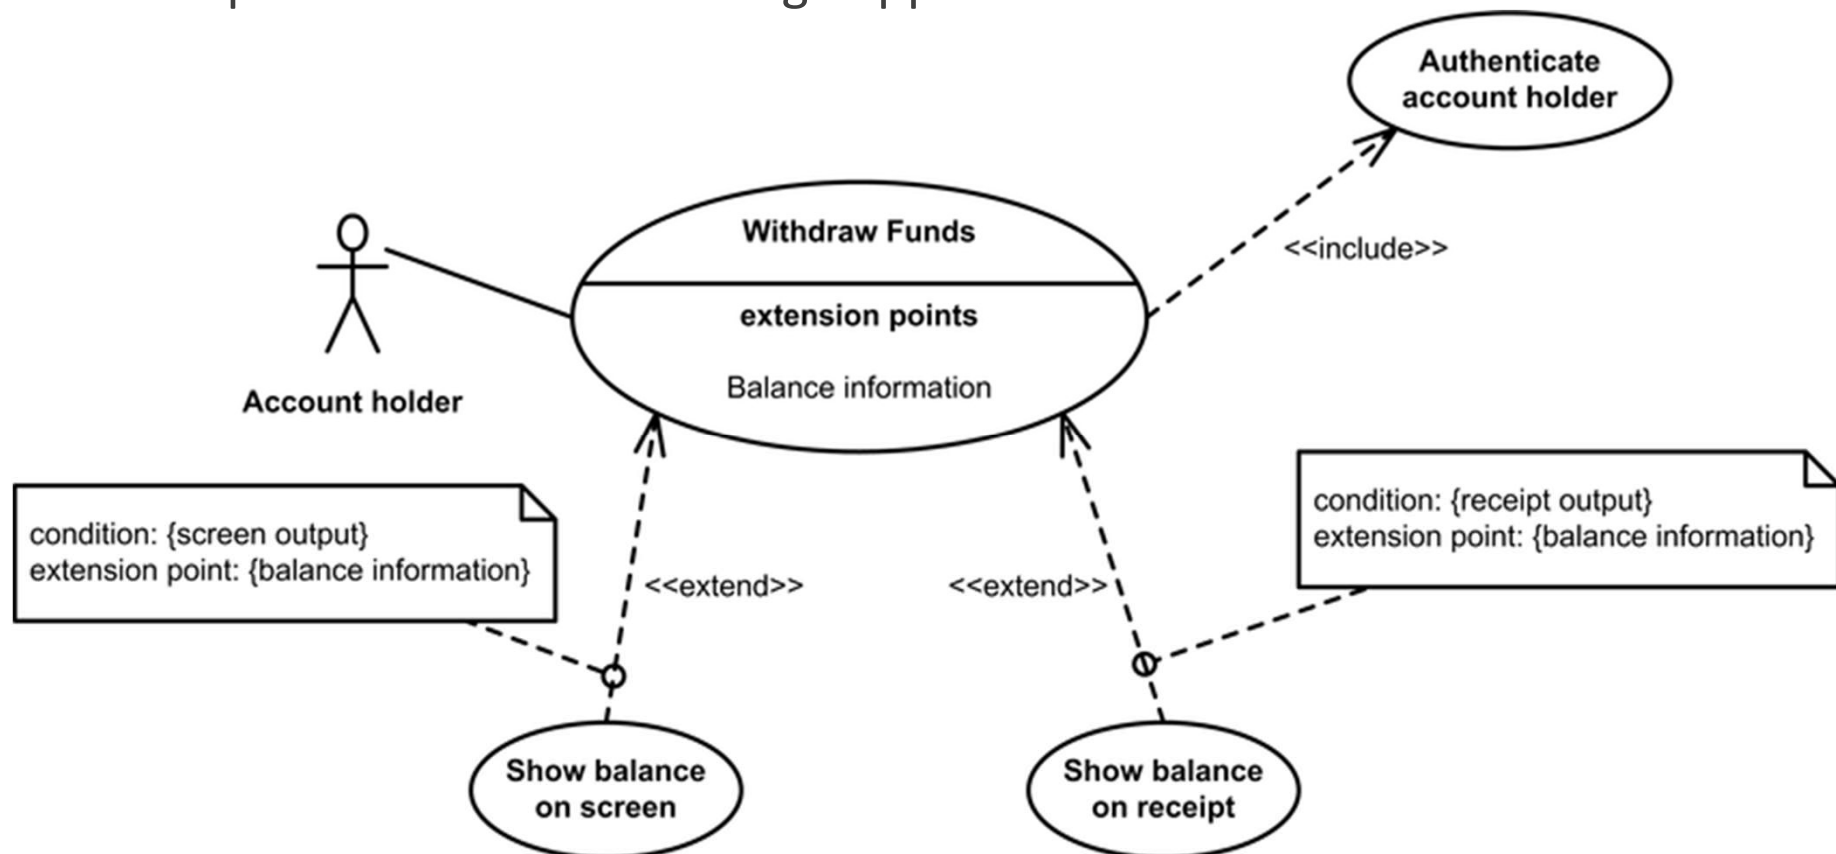 Authenticate
account holder
Withdraw Funds
<<include>>
extension points
Balance information
Account holder
condition: {screen output}
extension point: {balance information}
condition: {receipt output}
extension point: {balance information}
<<extend>>
<<extend>>
Show balance
on screen
Show balance
on receipt